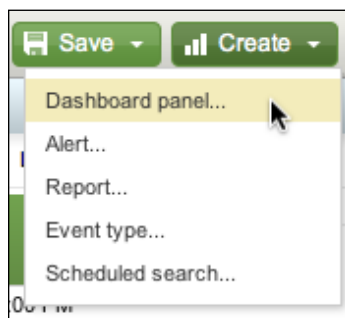 Save Create
Dashboard panel...
Alert...
Report...
Event type...
Scheduled search...